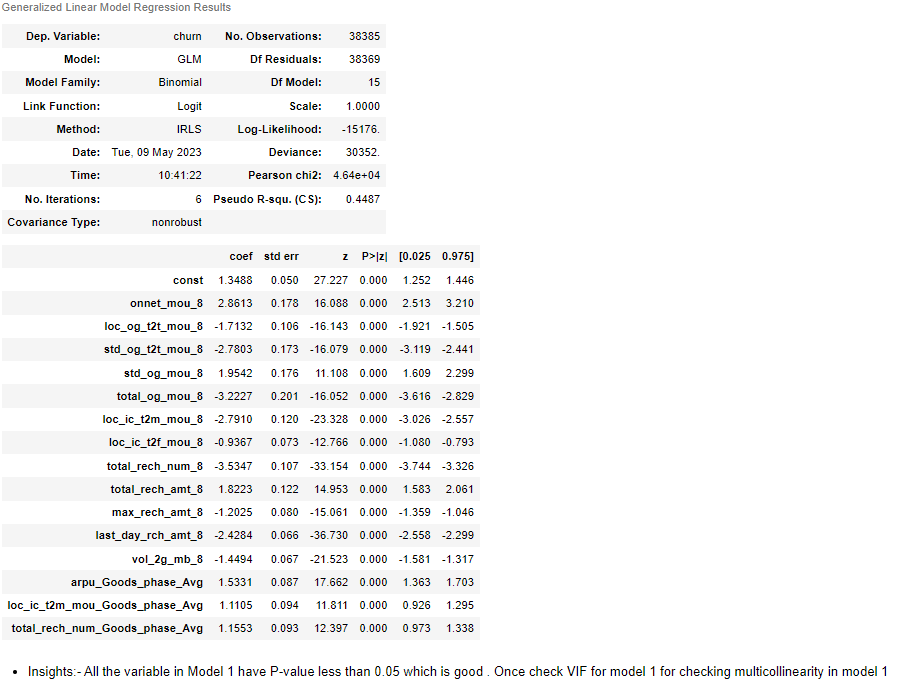 Generalized Linear Model Regression Results
Dep. Variable: churn No. Observations: 38385
Model: GLM Df Residuals: 38369
Model Family: Binomial Df Model: 15
Link Function: Logit Scale: 1.0000
Method: IRLS Log-Likelihood: -15176.
Date: Tue, 09 May 2023 Deviance: 30352.
Time: 10:41:22 Pearson chi2: 4.64e+04
No. Iterations: 6 Pseudo R-squ. (CS): 0.4487
Covariance Type: nonrobust
coef std err z P>|z| [0.025 0.975]
const 1.3488 0.050 27.227 0.000 1.252 1.446
onnet_mou_8 2.8613 0.178 16.088 0.000 2.513 3.210
loc_og_t2t_mou_8 -1.7132 0.106 -16.143 0.000 -1.921 -1.505
std_og_t2t_mou_8 -2.7803 0.173 -16.079 0.000 -3.119 -2.441
std_og_mou_8 1.9542 0.176 11.108 0.000 1.609 2.299
total_og_mou_8 -3.2227 0.201 -16.052 0.000 -3.616 -2.829
loc_ic_t2m_mou_8 -2.7910 0.120 -23.328 0.000 -3.026 -2.557
loc_ic_t2f_mou_8 -0.9367 0.073 -12.766 0.000 -1.080 -0.793
total_rech_num_8 -3.5347 0.107 -33.154 0.000 -3.744 -3.326
total_rech_amt_8 1.8223 0.122 14.953 0.000 1.583 2.061
max_rech_amt_8 -1.2025 0.080 -15.061 0.000 -1.359 -1.046
last_day_rch_amt_8 -2.4284 0.066 -36.730 0.000 -2.558 -2.299
vol_2g_mb_8 -1.4494 0.067 -21.523 0.000 -1.581 -1.317
arpu_Goods_phase_Avg 1.5331 0.087 17.662 0.000 1.363 1.703
loc_ic_t2m_mou_Goods_phase_Avg 1.1105 0.094 11.811 0.000 0.926 1.295
total_rech_num_Goods_phase_Avg 1.1553 0.093 12.397 0.000 0.973 1.338
• Insights:- All the variable in Model 1 have P-value less than 0.05 which is good . Once check VIF for model 1 for checking multicollinearity in model 1